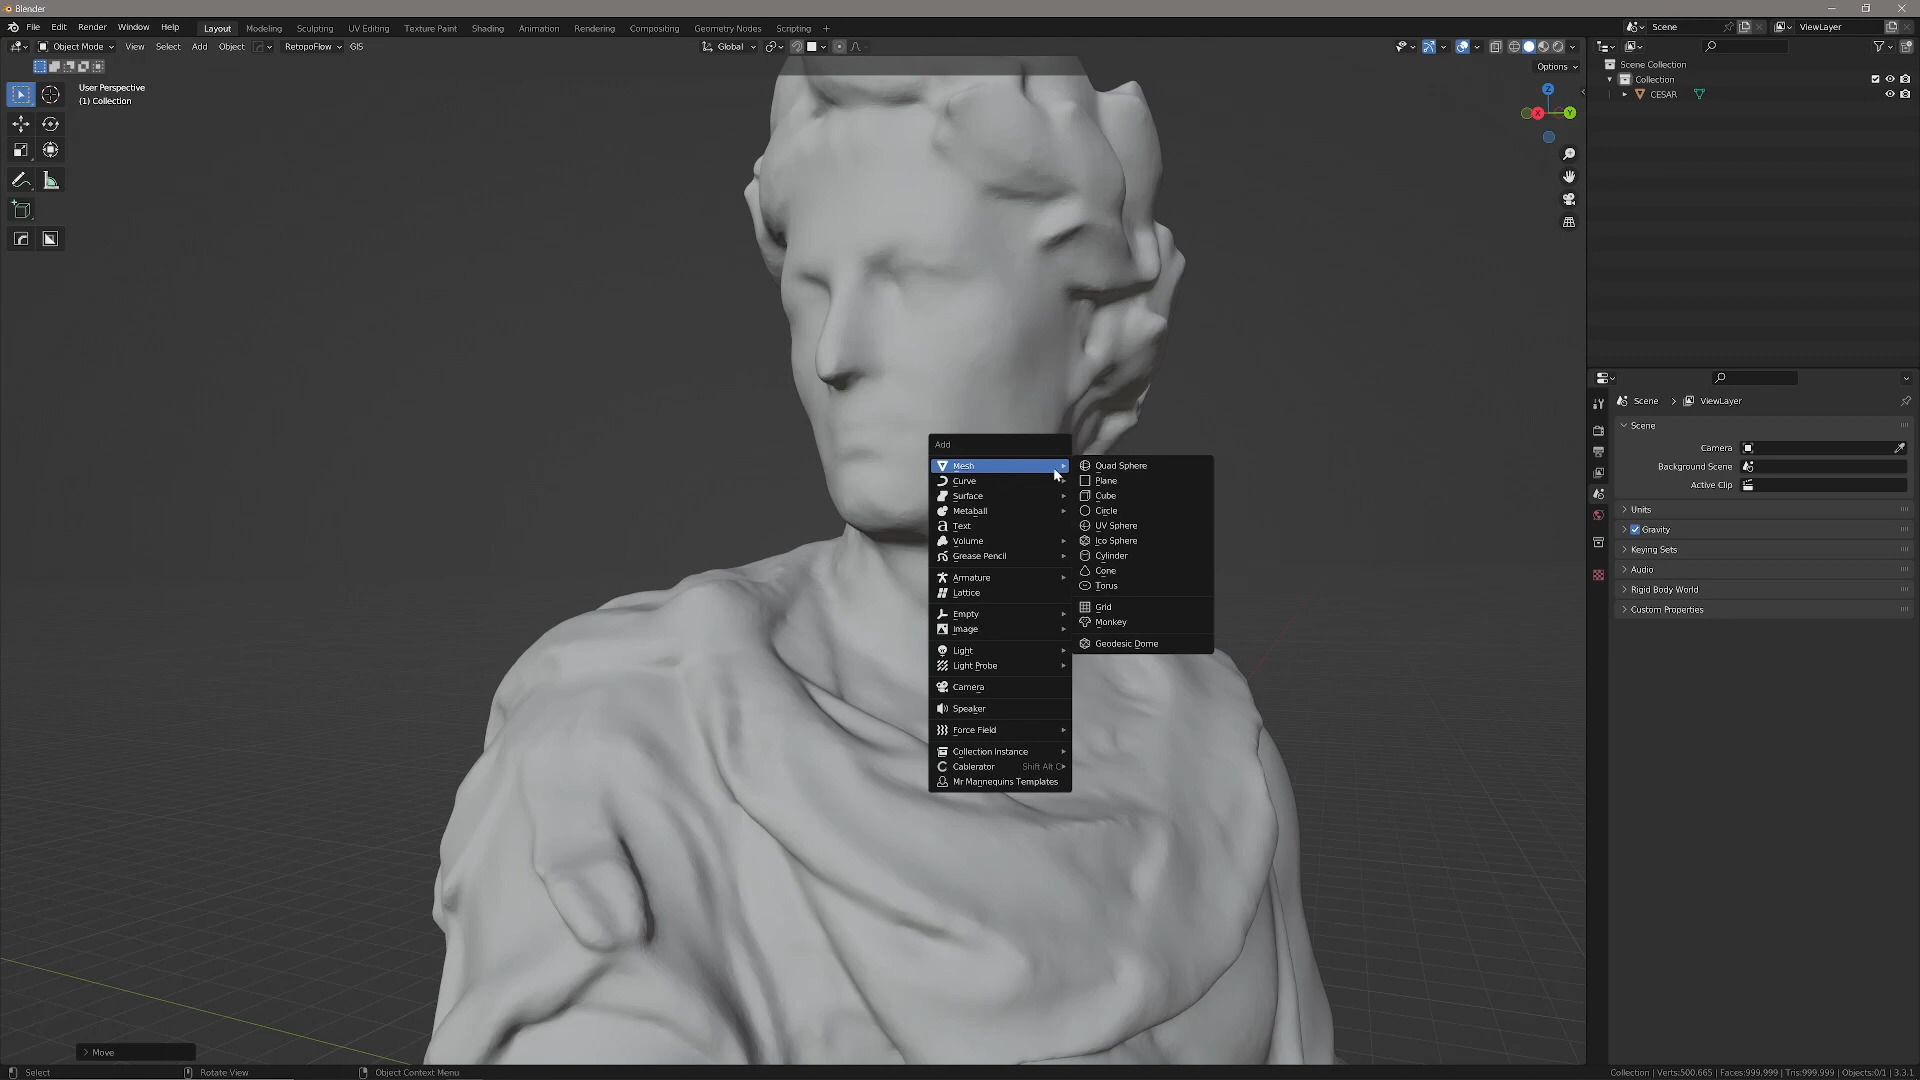 Blender
File Edit Render Window Help Layout Modeling Sculpting UV Editing Texture Paint Shading Animation Rendering Compositing Geometry Nodes Scripting +
Scene
ViewLayer
Object Mode View Select Add Object RetopoFlow GIS
Global
Options
User Perspective
(1) Collection
Z
X
Y
Scene Collection
Collection
CESAR
Add
Mesh
Curve
Surface
Metaball
Text
Volume
Grease Pencil
Armature
Lattice
Empty
Image
Light
Light Probe
Camera
Speaker
Force Field
Collection Instance
Cablerator Shift Alt C
Mr Mannequins Templates
Quad Sphere
Plane
Cube
Circle
UV Sphere
Ico Sphere
Cylinder
Cone
Torus
Grid
Monkey
Geodesic Dome
Scene > ViewLayer
Scene
Camera
Background Scene
Active Clip
Units
Gravity
Keying Sets
Audio
Rigid Body World
Custom Properties
Move
Select
Rotate View
Object Context Menu
Collection | Verts:500,665 | Faces:999,999 | Tris:999,999 | Objects:0/1 | 3.3.1